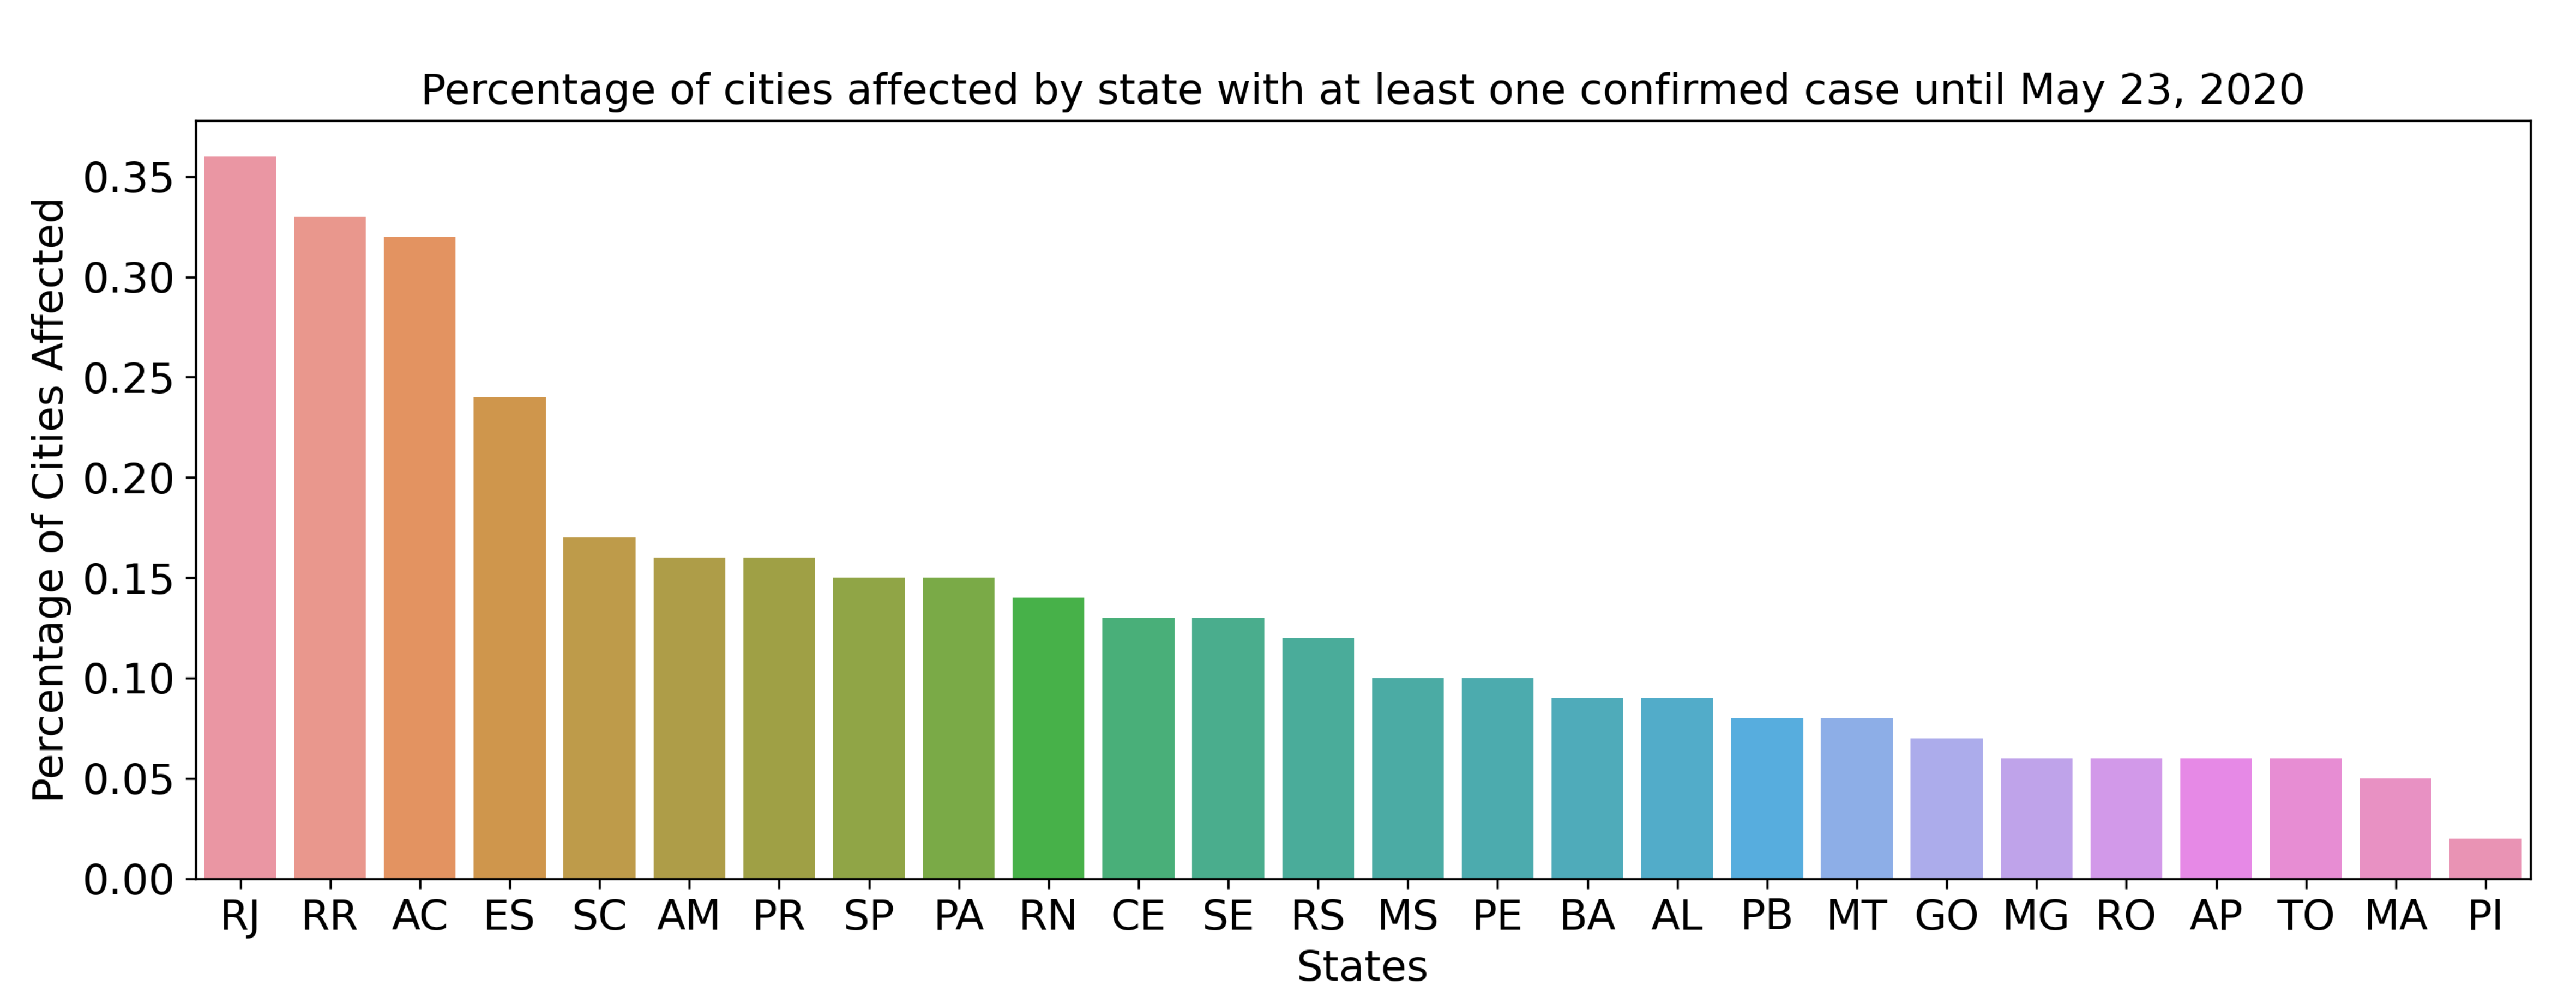 Percentage of cities affected by state with at least one confirmed case until May 23, 2020
Percentage of Cities Affected
0.35
0.30
0.25
0.20
0.15
0.10
0.05
0.00
RJ RR AC ES SC AM PR SP PA RN CE SE RS MS PE BA AL PB MT GO MG RO AP TO MA PI
States